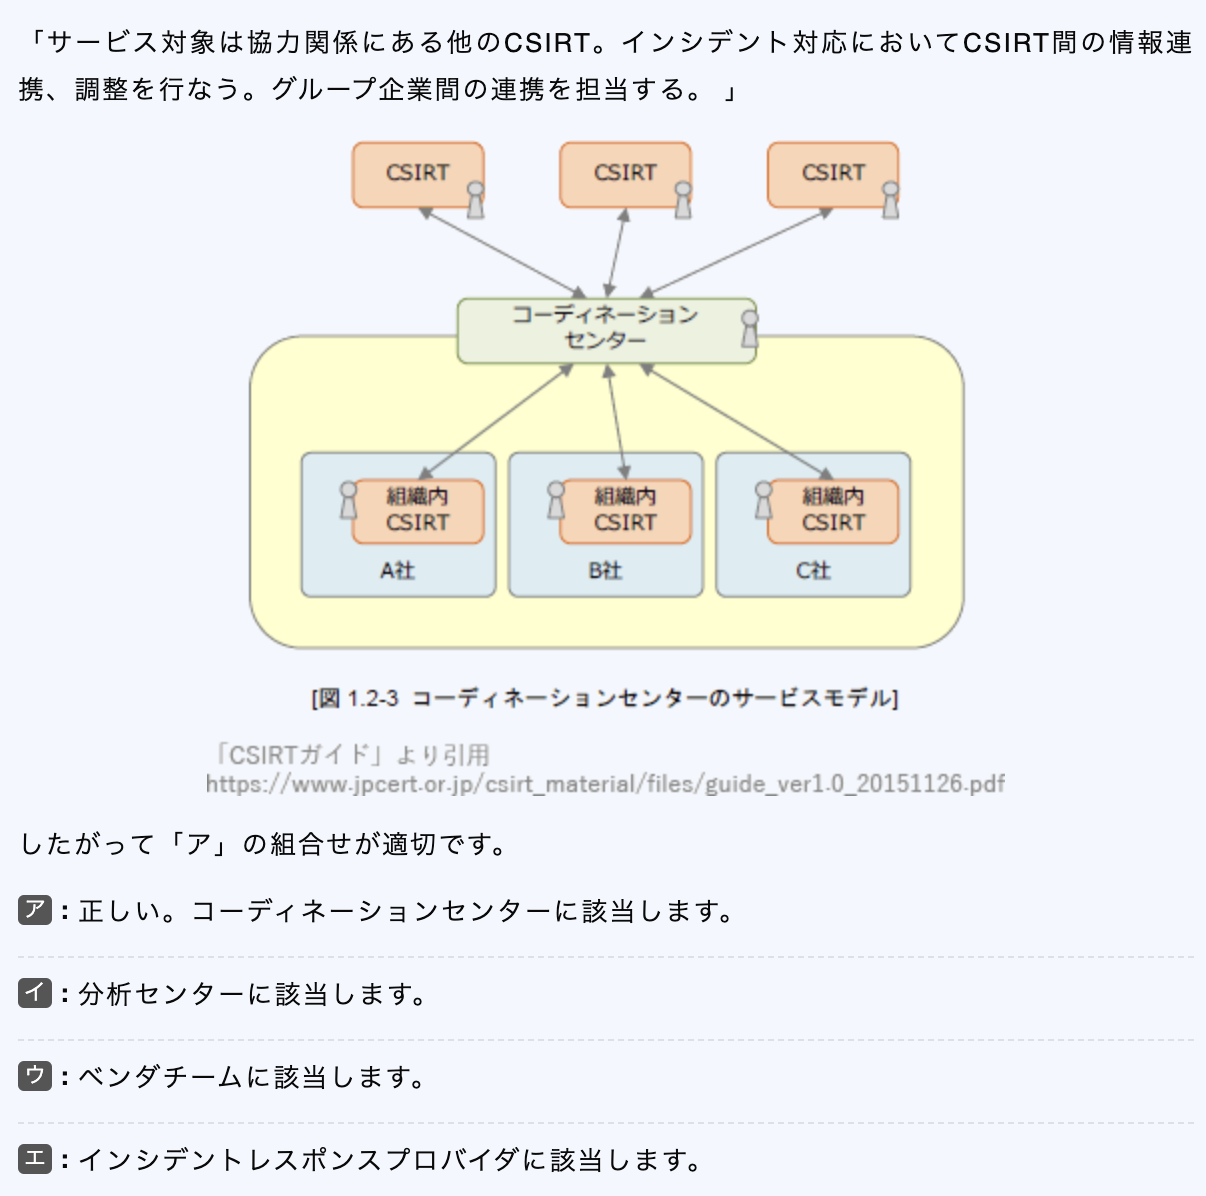 「サービス対象は協力関係にある他のCSIRT。インシデント対応においてCSIRT間の情報連
携、調整を行なう。グループ企業間の連携を担当する。 」
CSIRT
CSIRT
CSIRT
コーディネーション
センター
組織内
CSIRT
A社
組織内
CSIRT
B社
組織内
CSIRT
C社
[図 1.2-3 コーディネーションセンターのサービスモデル]
「CSIRTガイド」より引用
https://www.jpcert.or.jp/csirt_material/files/guide_ver1.0_20151126.pdf
したがって「ア」の組合せが適切です。
ア：正しい。コーディネーションセンターに該当します。
イ：分析センターに該当します。
ウ：ベンダチームに該当します。
エ：インシデントレスポンスプロバイダに該当します。